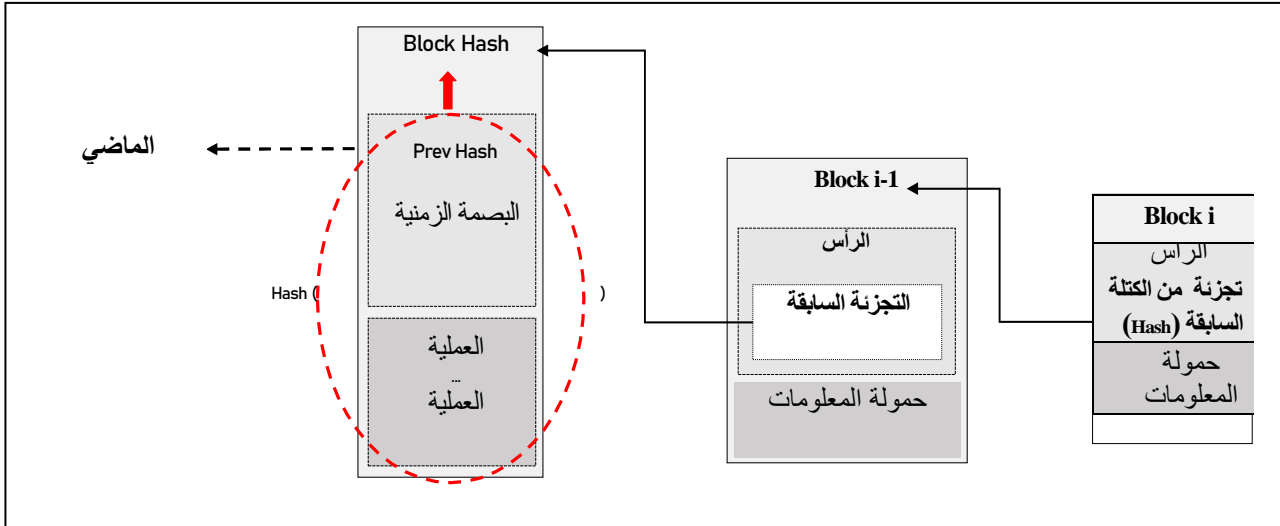 Block Hash
الماضي
Prev Hash
البصمة الزمنية
Hash (
)
العملية
...
العملية
Block i-1
الرأس
التجزئة السابقة
حمولة المعلومات
Block i
الراس
تجزئة من الكتلة
السابقة (Hash)
حمولة
المعلومات